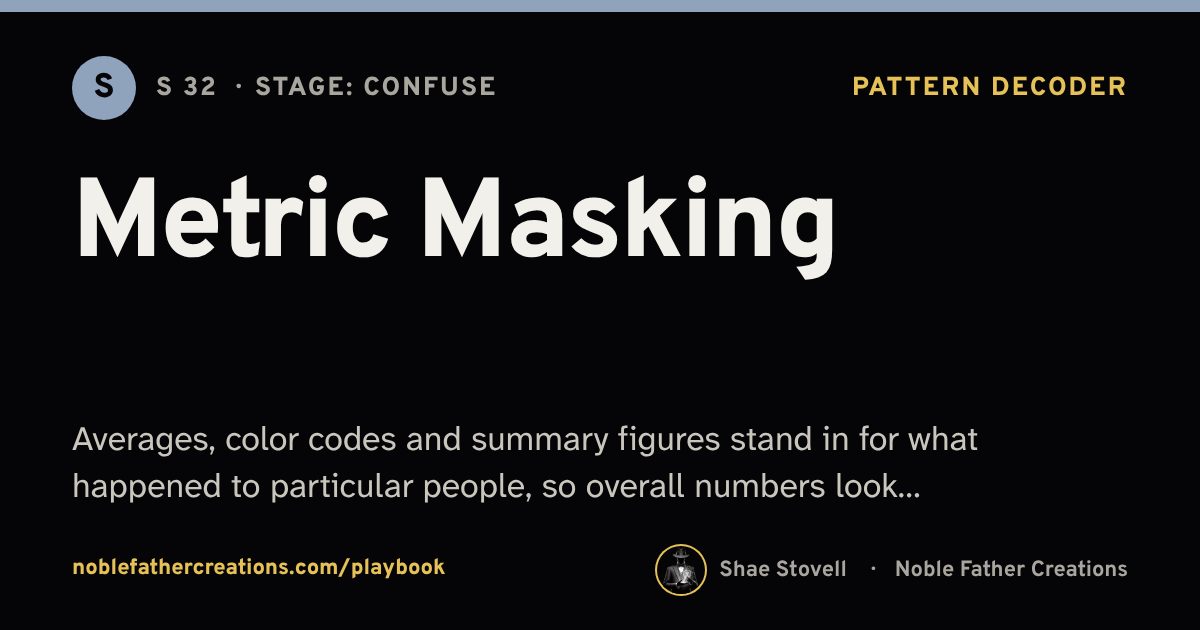 S
S 32 · STAGE: CONFUSE
PATTERN DECODER
Metric Masking
Averages, color codes and summary figures stand in for what
happened to particular people, so overall numbers look...
noblefathercreations.com/playbook
Shae Stovell · Noble Father Creations